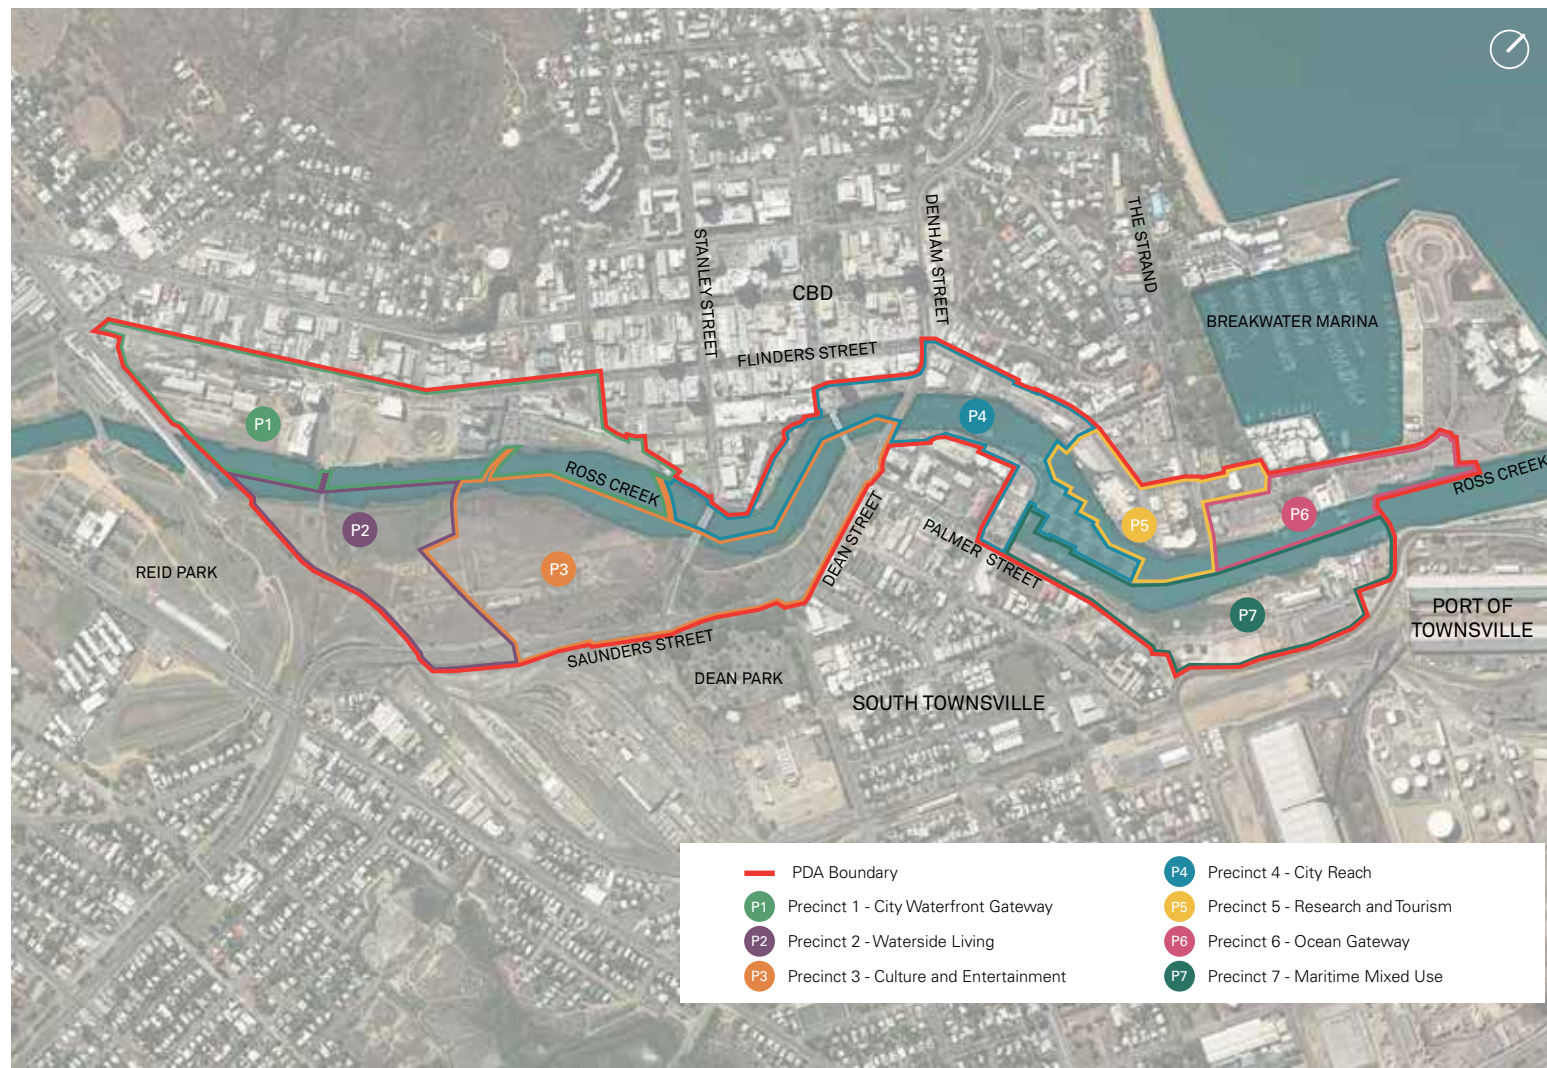 DENHAM STREET
THE STRAND
STANLEY STREET
CBD
BREAKWATER MARINA
FLINDERS STREET
P1
P4
ROSS CREEK
ROSS CREEK
P2
P5
P6
DEAN STREET
PALMER STREET
REID PARK
P3
P7
PORT OF
TOWNSVILLE
SAUNDERS STREET
DEAN PARK
SOUTH TOWNSVILLE
PDA Boundary
P1 Precinct 1 - City Waterfront Gateway
P2 Precinct 2 - Waterside Living
P3 Precinct 3 - Culture and Entertainment
P4 Precinct 4 - City Reach
P5 Precinct 5 - Research and Tourism
P6 Precinct 6 - Ocean Gateway
P7 Precinct 7 - Maritime Mixed Use